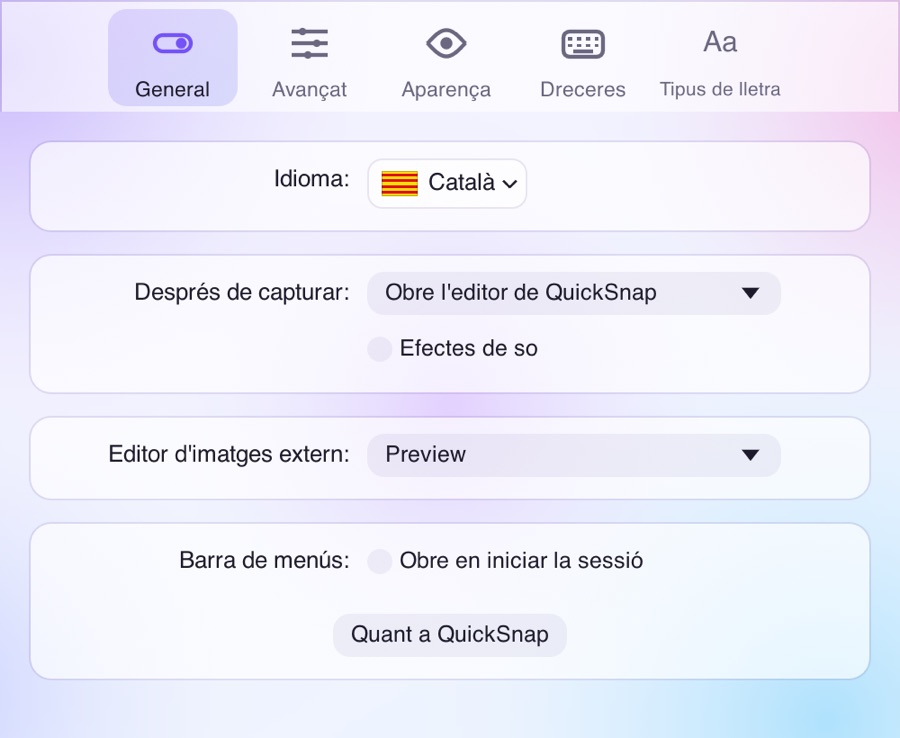 General
Avançat
Aparença
Dreceres
Aa
Tipus de lletra
Idioma: Català
Després de capturar: Obre l'editor de QuickSnap
Efectes de so
Editor d'imatges extern: Preview
Barra de menús: Obre en iniciar la sessió
Quant a QuickSnap